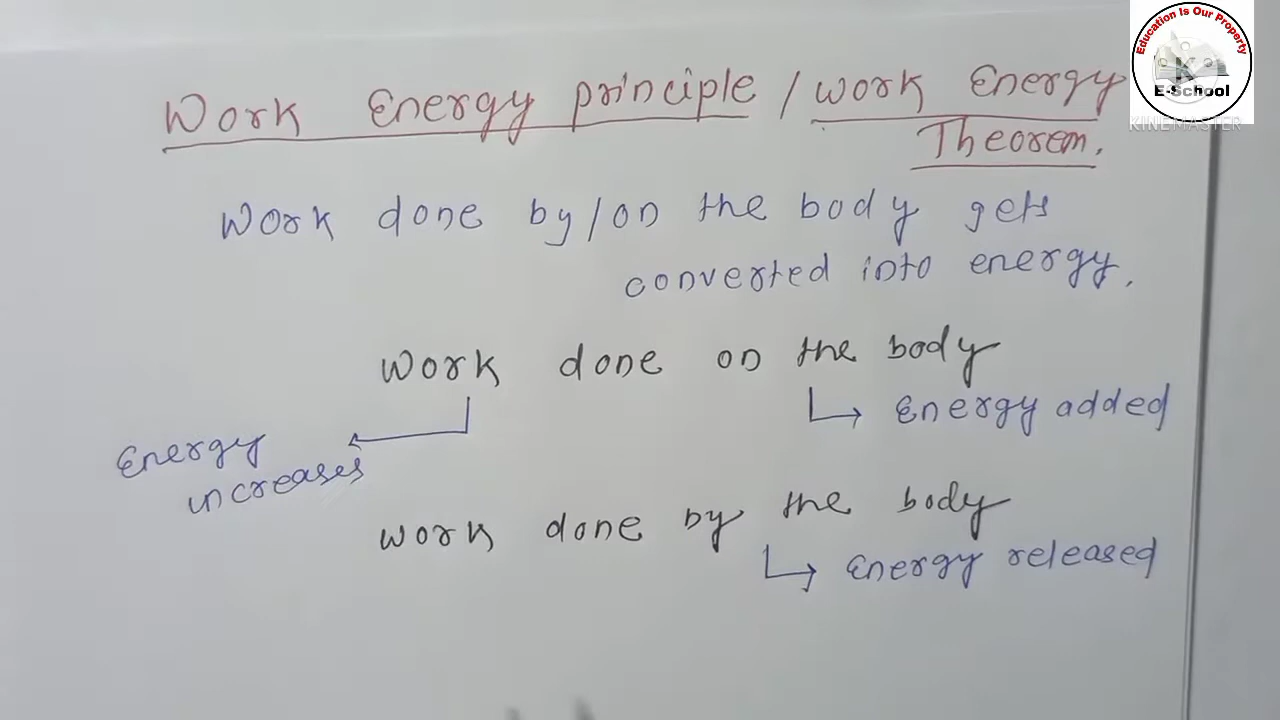 Education Is Our Property
K
E-School
KINEMASTER
Work Energy principle / work Energy
Theorem.
Work done by/on the body gets
converted into energy.
Work done on the body
Energy added
Energy
increases
work done by the body
Energy released